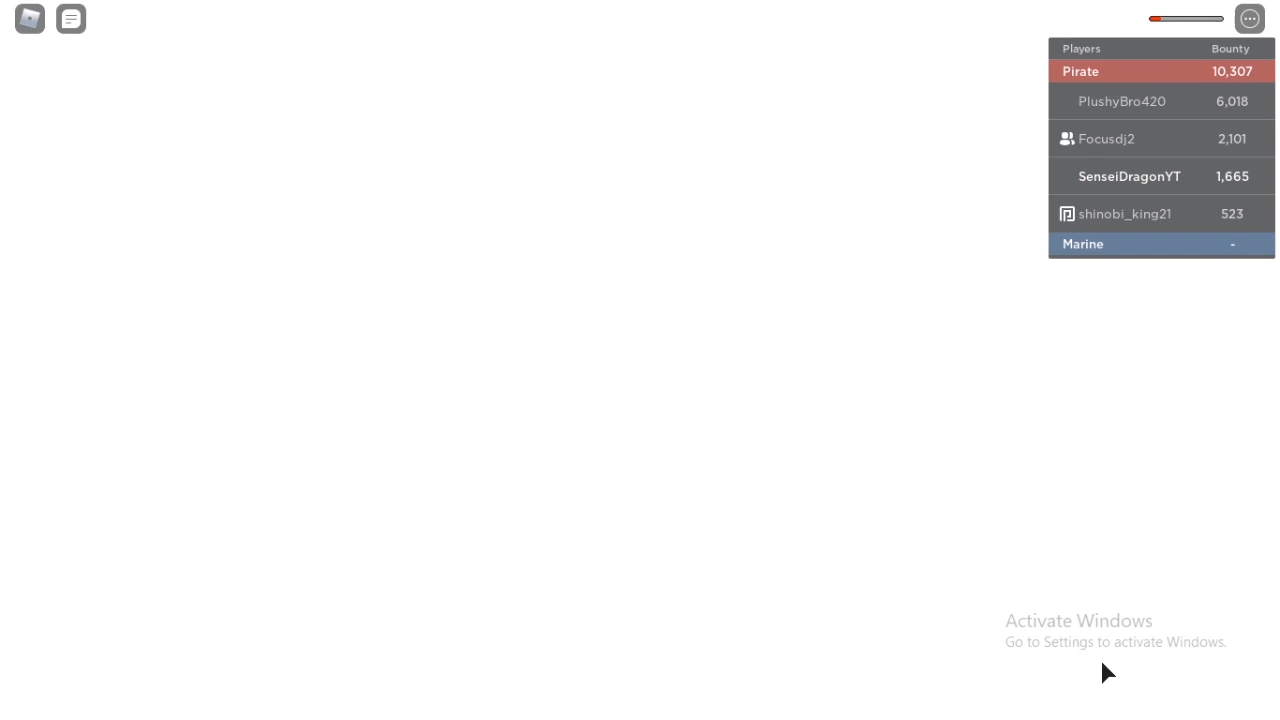 Players Bounty
Pirate 10,307
PlushyBro420 6,018
Focusdj2 2,101
SenseiDragonYT 1,665
shinobi_king21 523
Marine -
Activate Windows
Go to Settings to activate Windows.